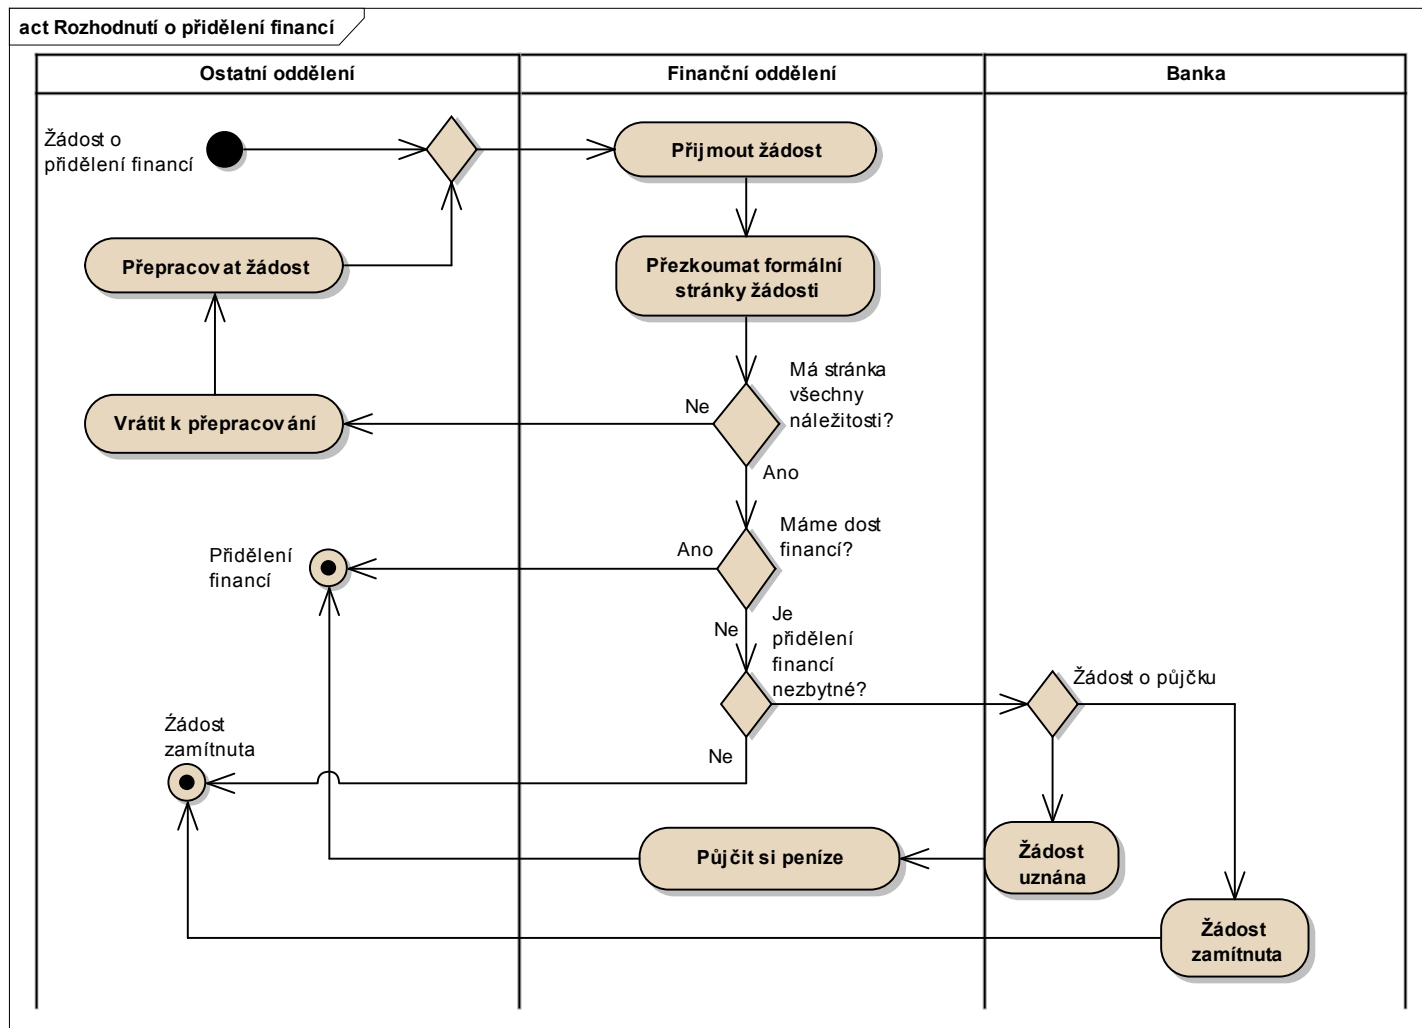 act Rozhodnutí o přidělení financí
Ostatní oddělení
Finanční oddělení
Banka
Žádost o
přidělení financí
Přijmout žádost
Přepracovat žádost
Přezkoumat formální
stránky žádosti
Má stránka
všechny
náležitosti?
Ne
Vrátit k přepracování
Ano
Máme dost
financí?
Ano
Přidělení
financí
Ne
Je
přidělení
financí
nezbytné?
Žádost o půjčku
Źádost
zamítnuta
Ne
Půjčit si peníze
Žádost
uznána
Žádost
zamítnuta